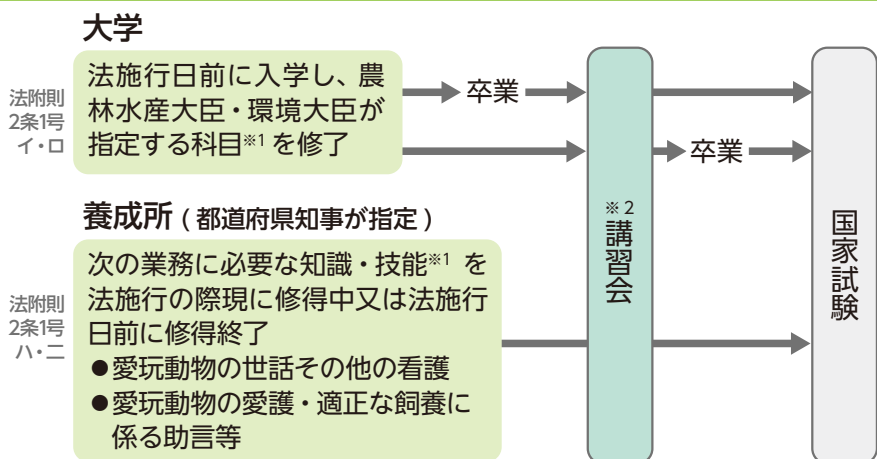 大学
法附則
2条1号
イ・ロ
法施行日前に入学し、農
林水産大臣・環境大臣が
指定する科目※1 を修了
卒業
卒業
養成所 ( 都道府県知事が指定 )
法附則
2条1号
ハ・ニ
次の業務に必要な知識・技能※1 を
法施行の際現に修得中又は法施行
日前に修得終了
●愛玩動物の世話その他の看護
●愛玩動物の愛護・適正な飼養に
係る助言等
※2
講習会
国家試験